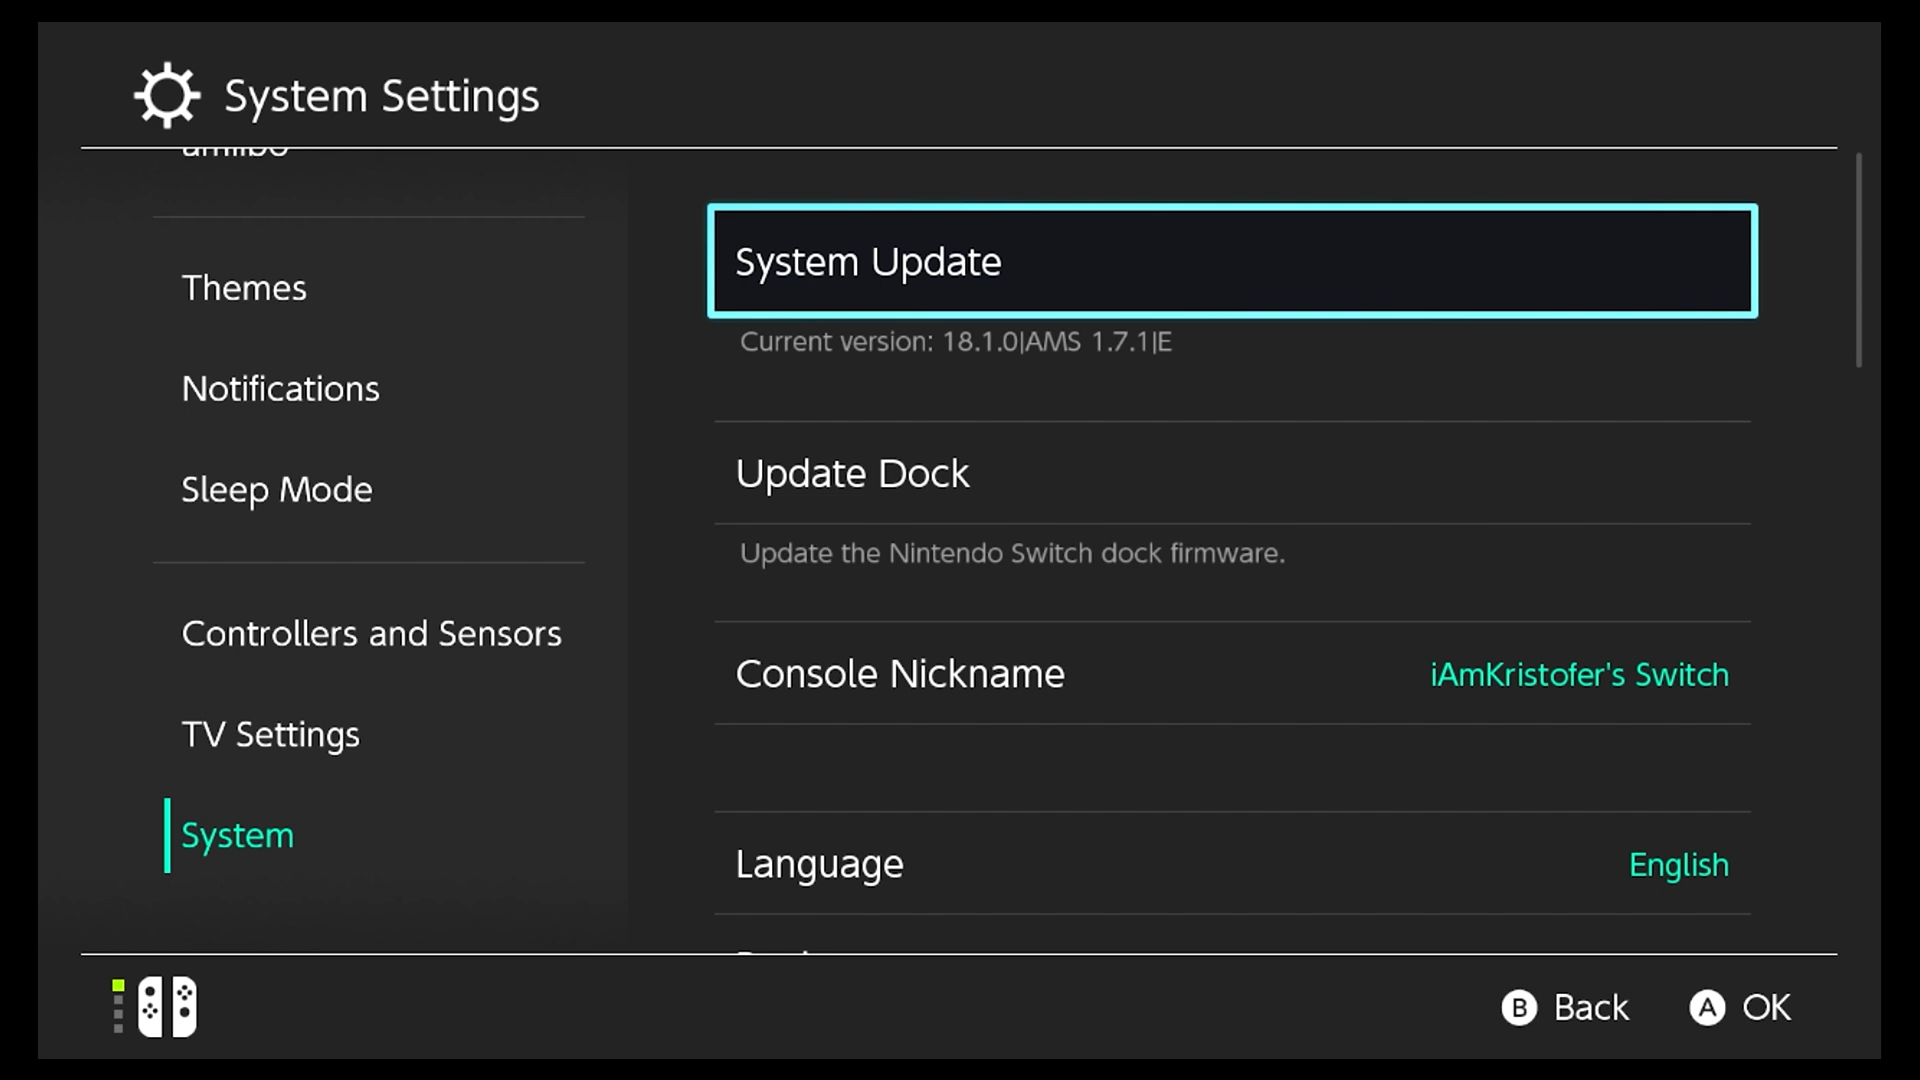 System Settings
amiibo
Themes
Notifications
Sleep Mode
Controllers and Sensors
TV Settings
System
System Update
Current version: 18.1.0|AMS 1.7.1|E
Update Dock
Update the Nintendo Switch dock firmware.
Console Nickname
iAmKristofer's Switch
Language
English
B Back
A OK